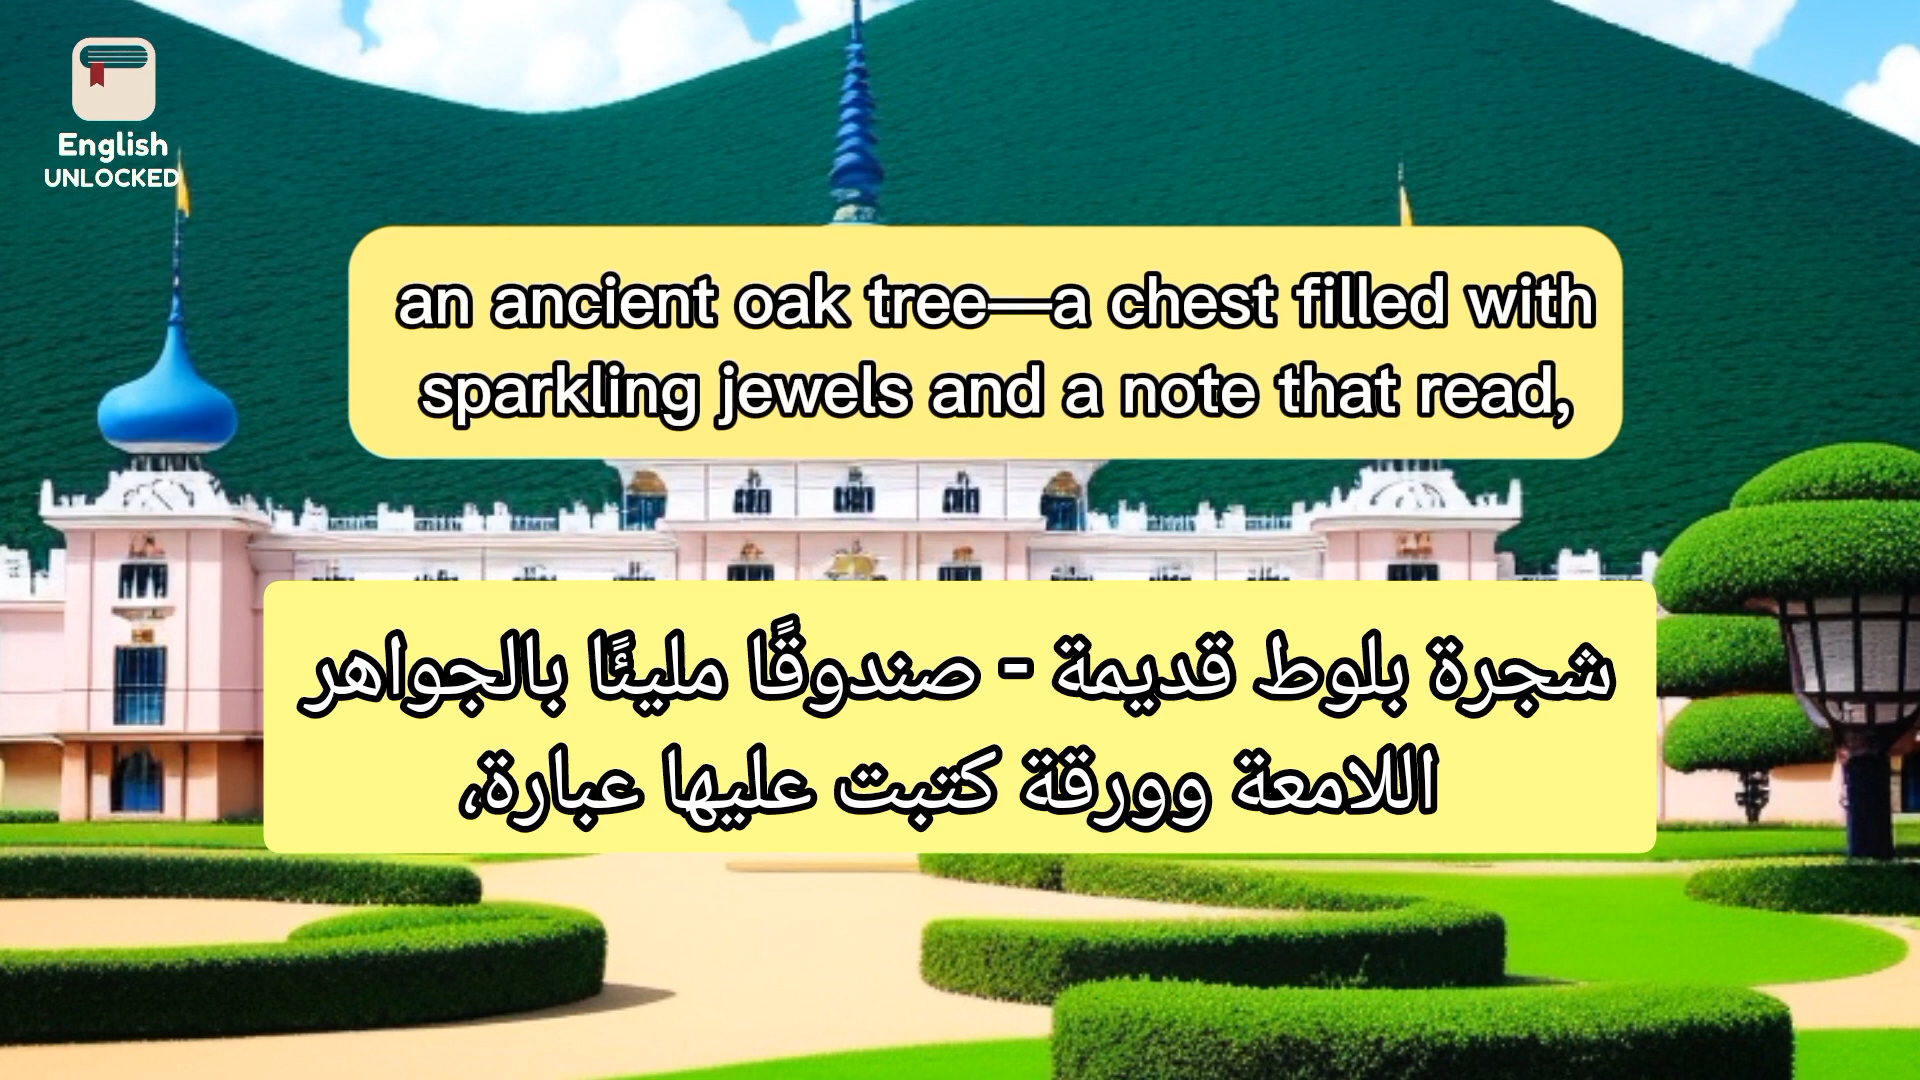 English
UNLOCKED
an ancient oak tree—a chest filled with
sparkling jewels and a note that read,
شجرة بلوط قديمة - صندوقًا مليئًا بالجواهر
اللامعة وورقة كتبت عليها عبارة،